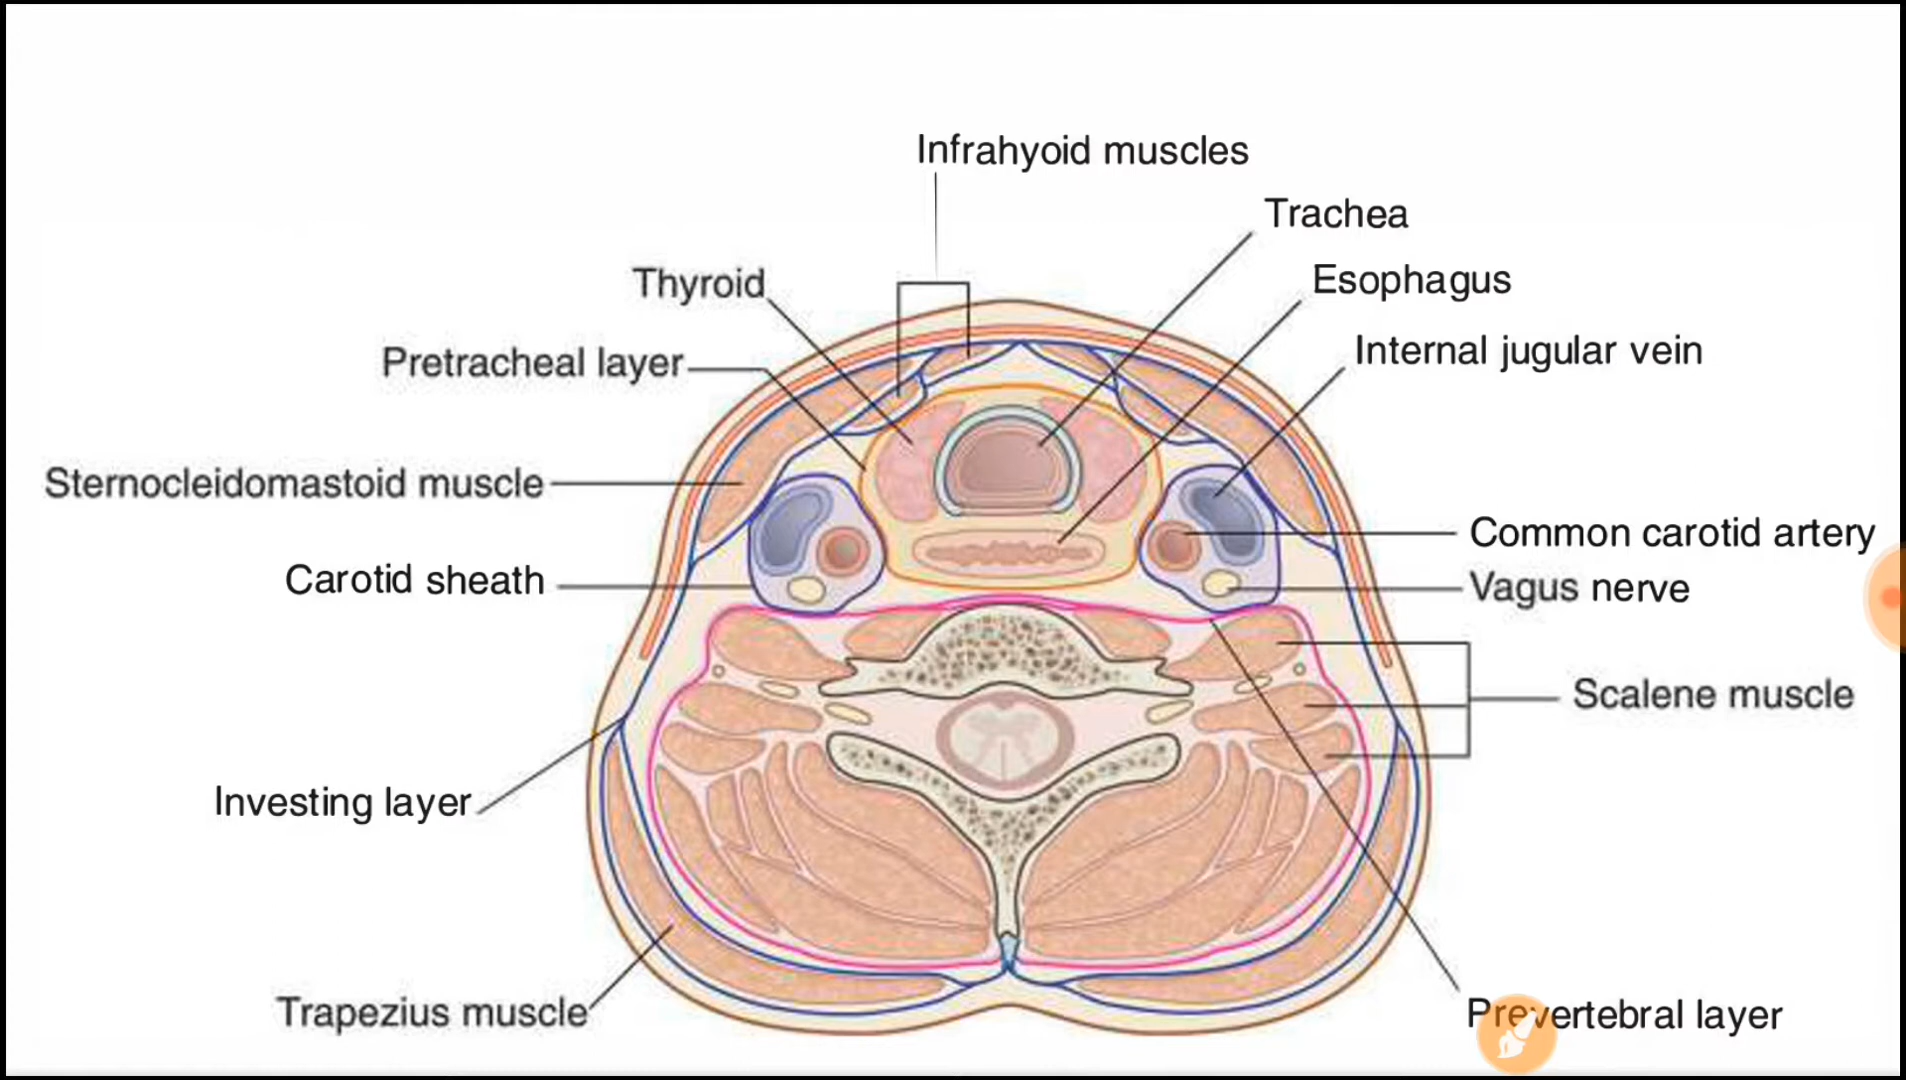 Infrahyoid muscles
Trachea
Thyroid
Esophagus
Internal jugular vein
Pretracheal layer
Sternocleidomastoid muscle
Common carotid artery
Carotid sheath
Vagus nerve
Scalene muscle
Investing layer
Trapezius muscle
Prevertebral layer